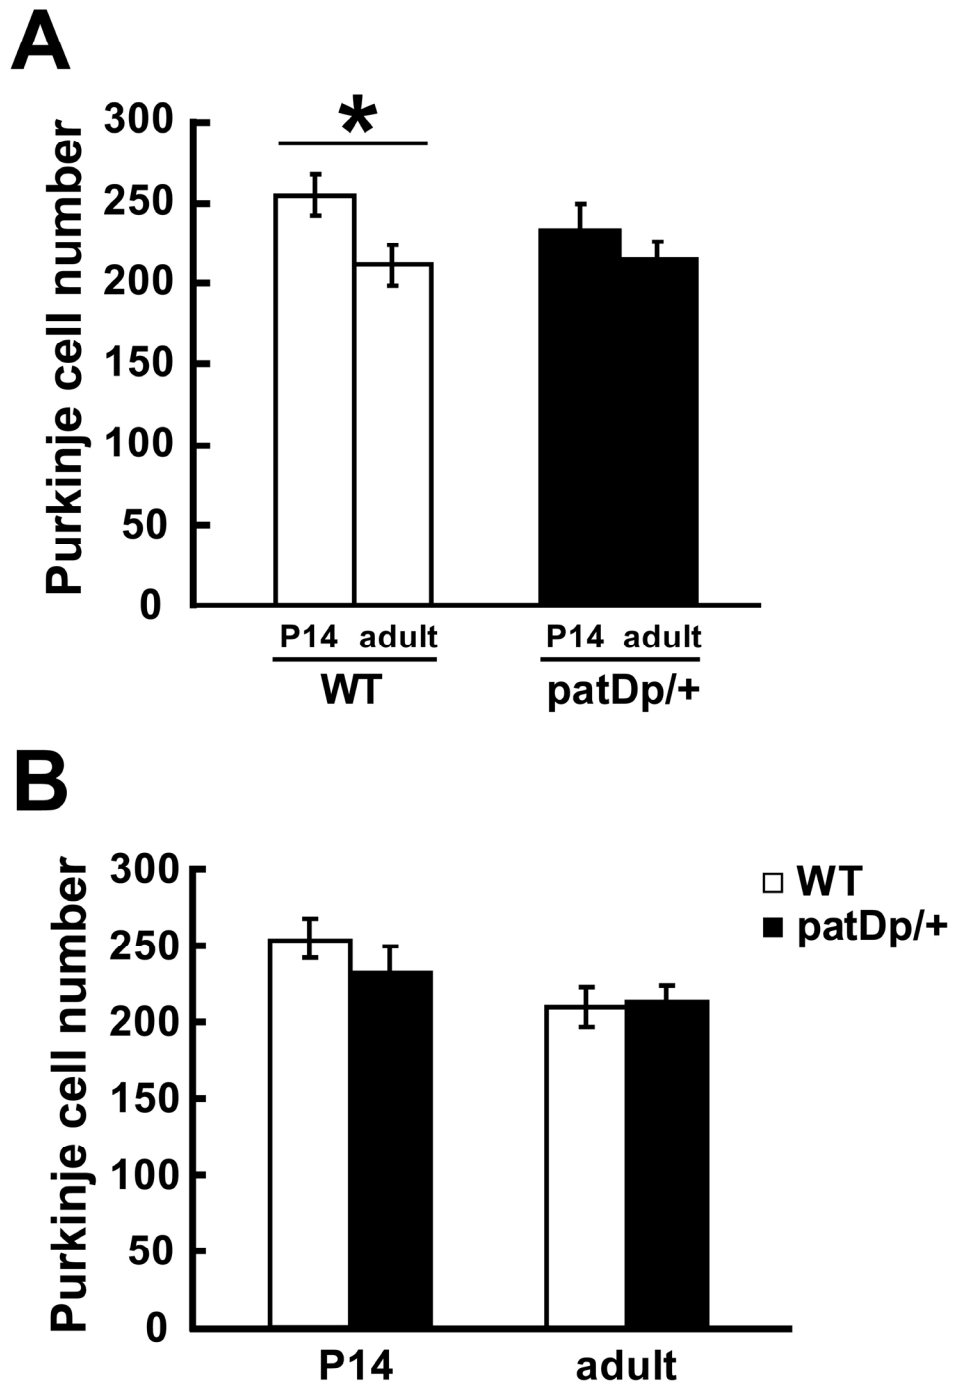 A
Purkinje cell number
300
250
200
150
100
50
0
*
P14 adult
P14 adult
WT
patDp/+
B
Purkinje cell number
300
250
200
150
100
50
0
WT
patDp/+
P14
adult